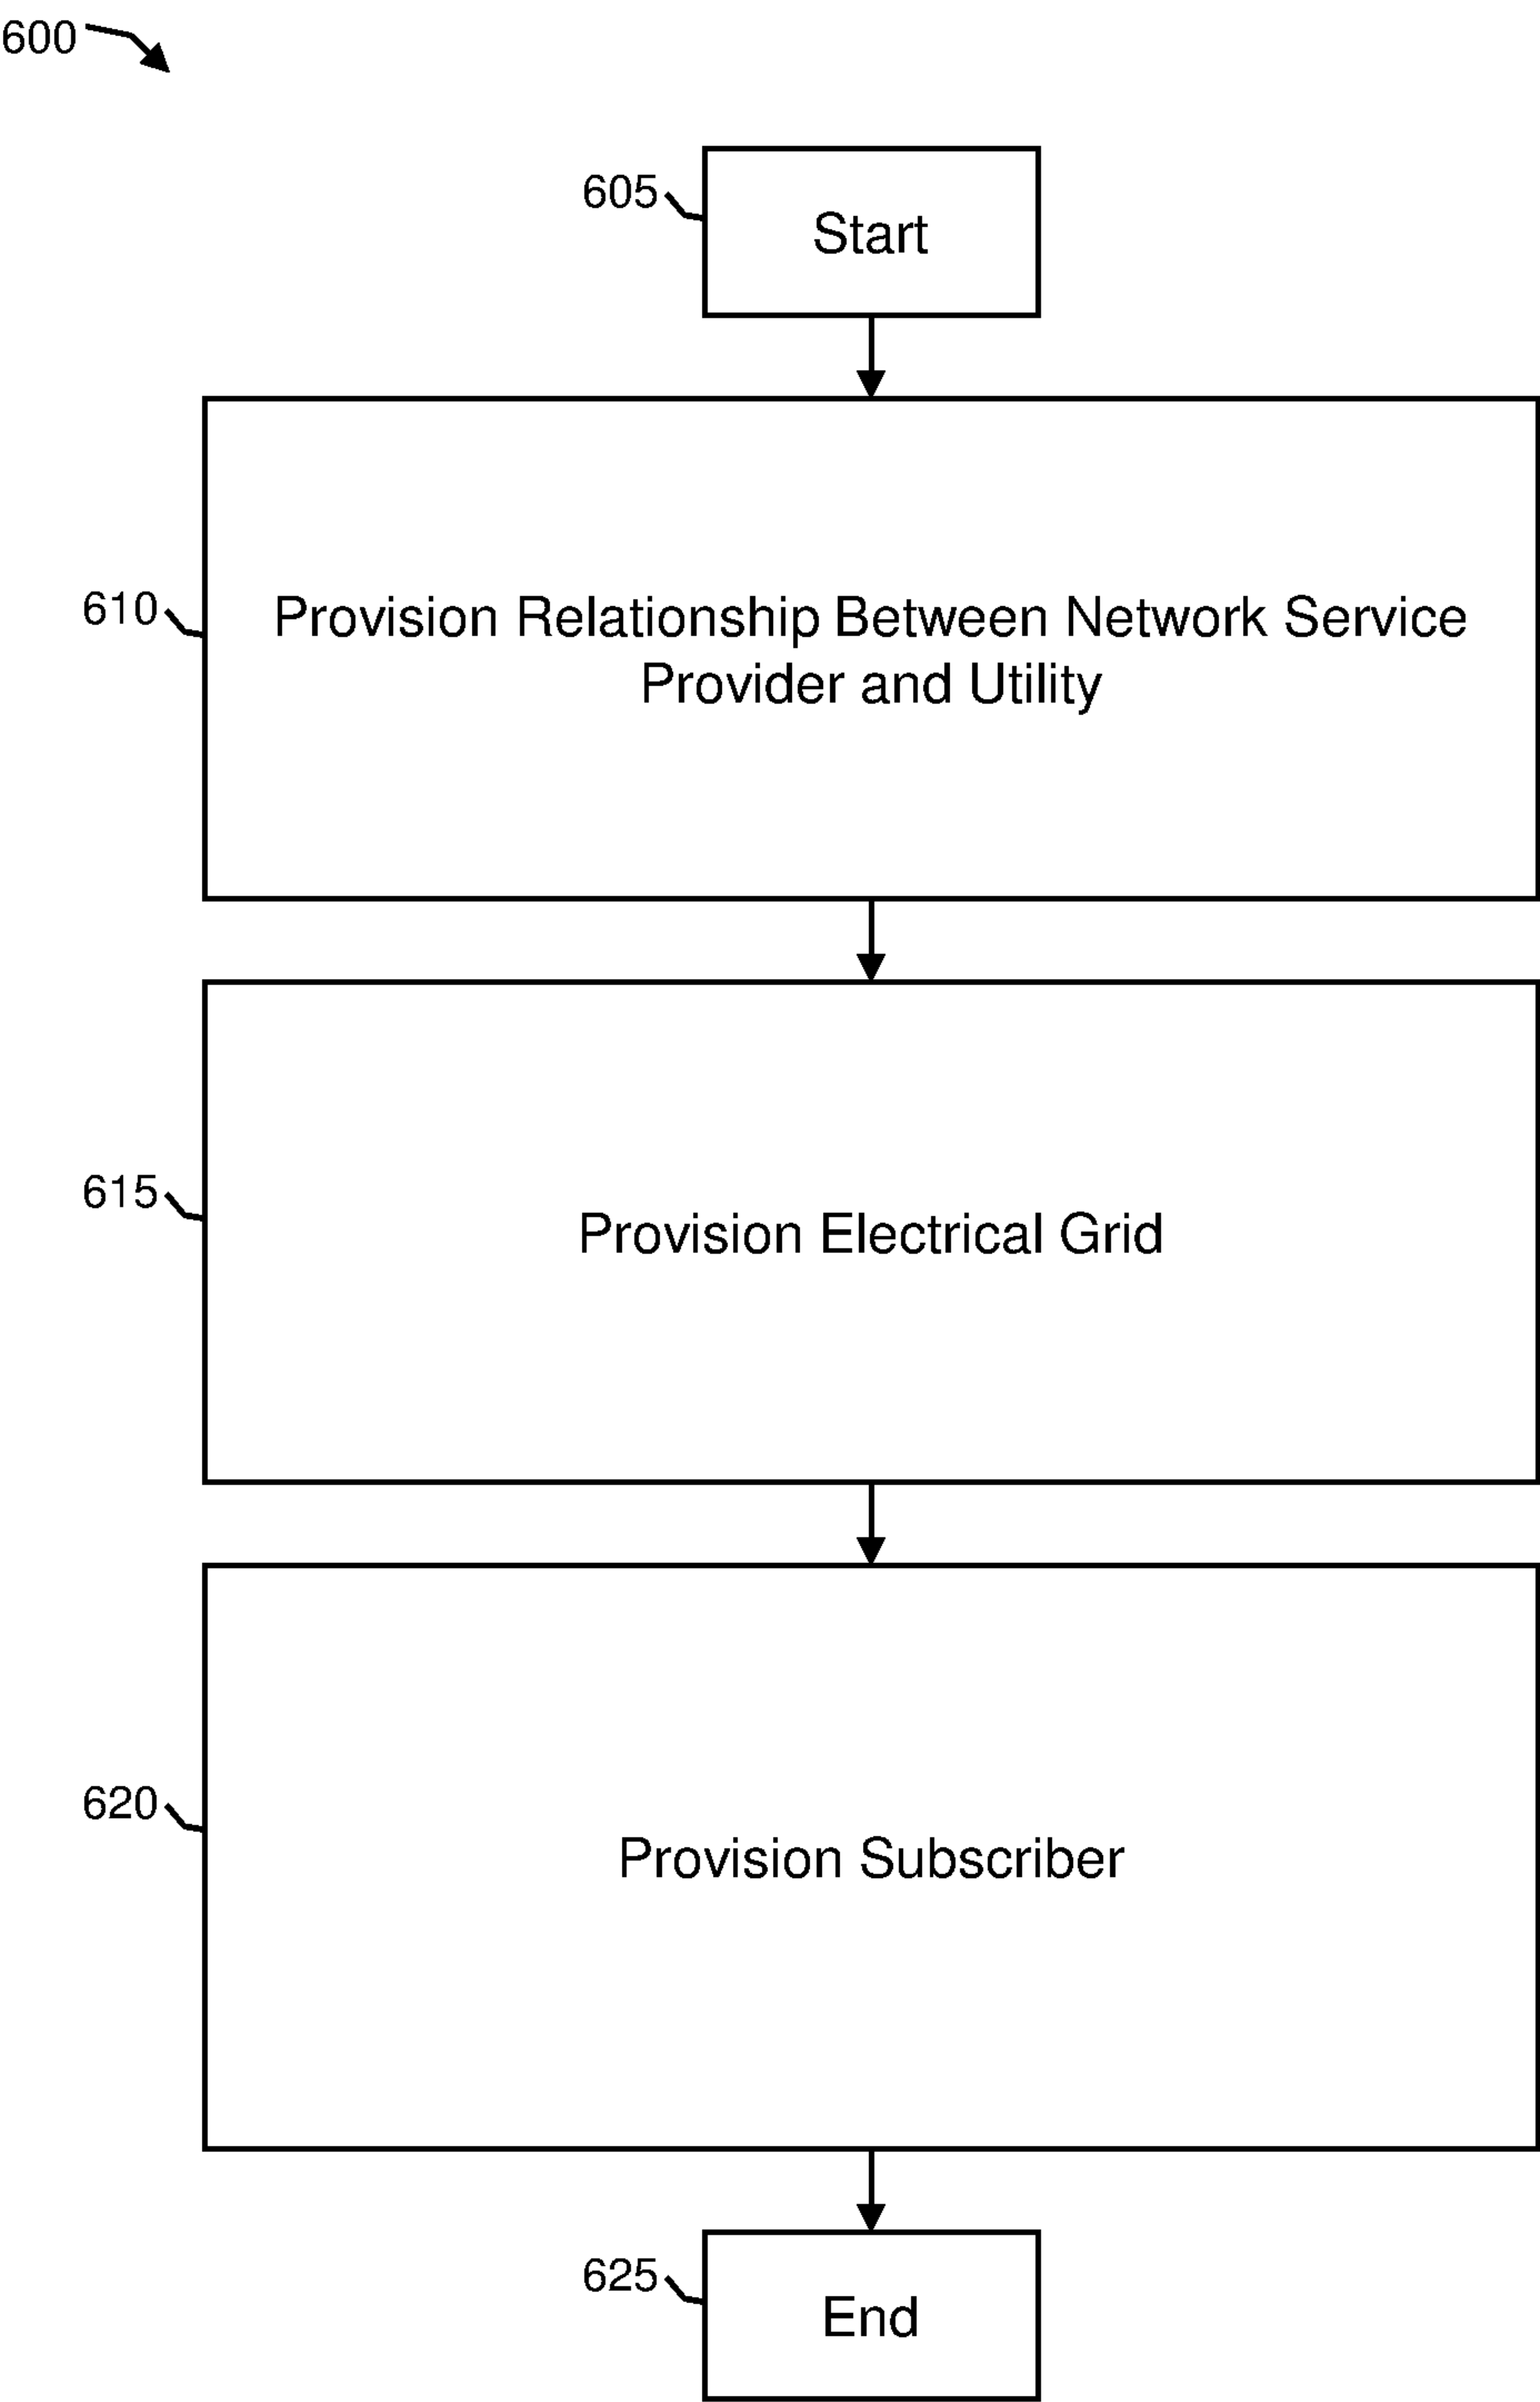 600
605
Start
610
Provision Relationship Between Network Service
Provider and Utility
615
Provision Electrical Grid
620
Provision Subscriber
625
End